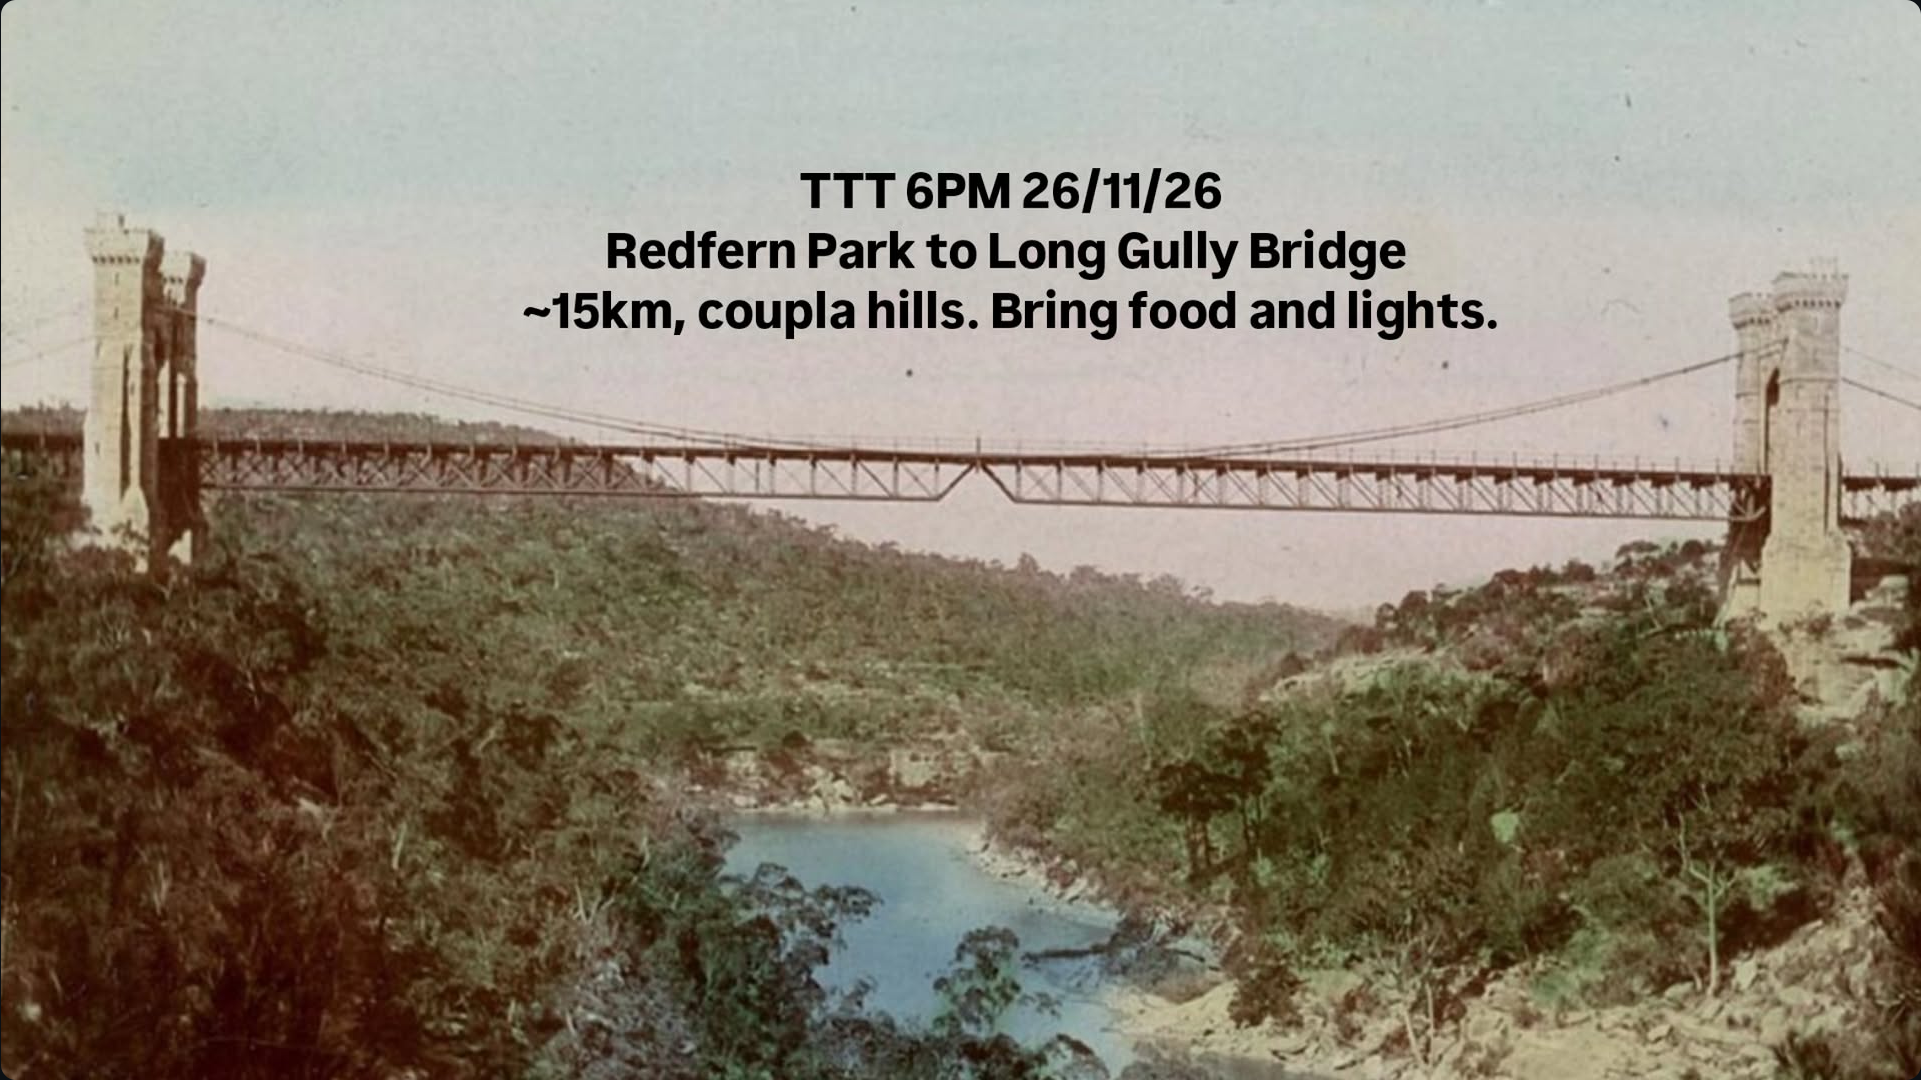 TTT 6PM 26/11/26
Redfern Park to Long Gully Bridge
~15km, coupla hills. Bring food and lights.